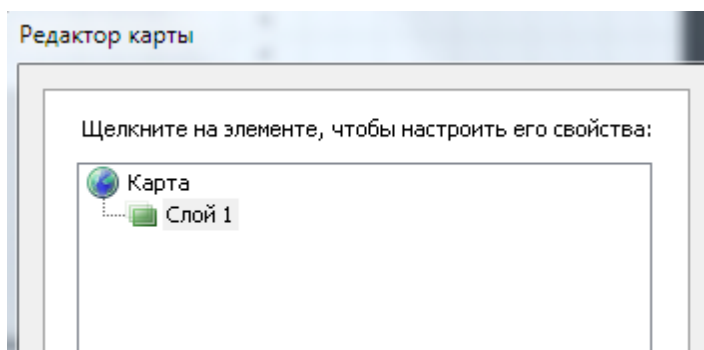 Редактор карты
Щелкните на элементе, чтобы настроить его свойства:
Карта
Слой 1